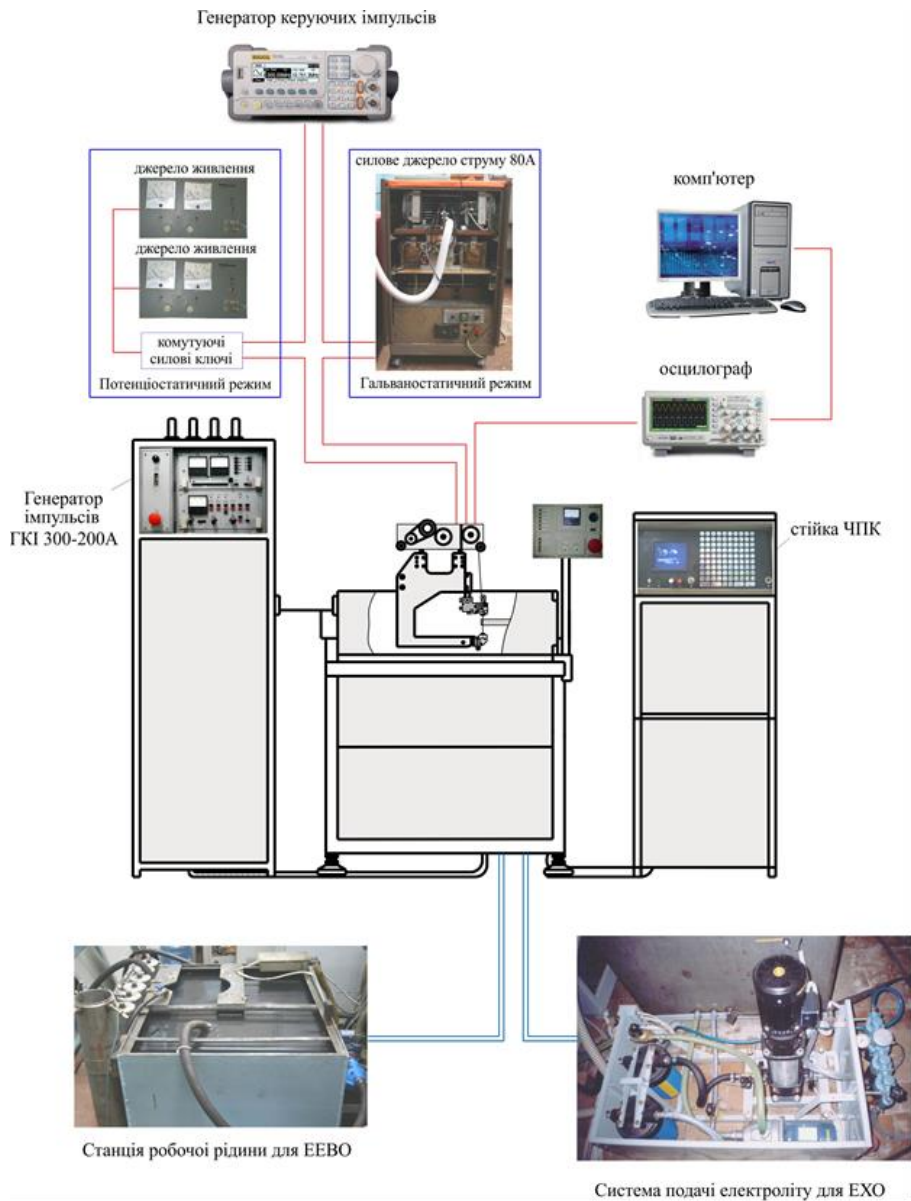 Генератор керуючих імпульсів
джерело живлення
джерело живлення
комутуючі
силові ключі
Потенціостатичний режим
силове джерело струму 80А
Гальваностатичний режим
комп'ютер
осцилограф
Генератор
імпульсів
ГКІ 300-200А
стійка ЧПК
Станція робочої рідини для ЕЕВО
Система подачі електроліту для ЕХО